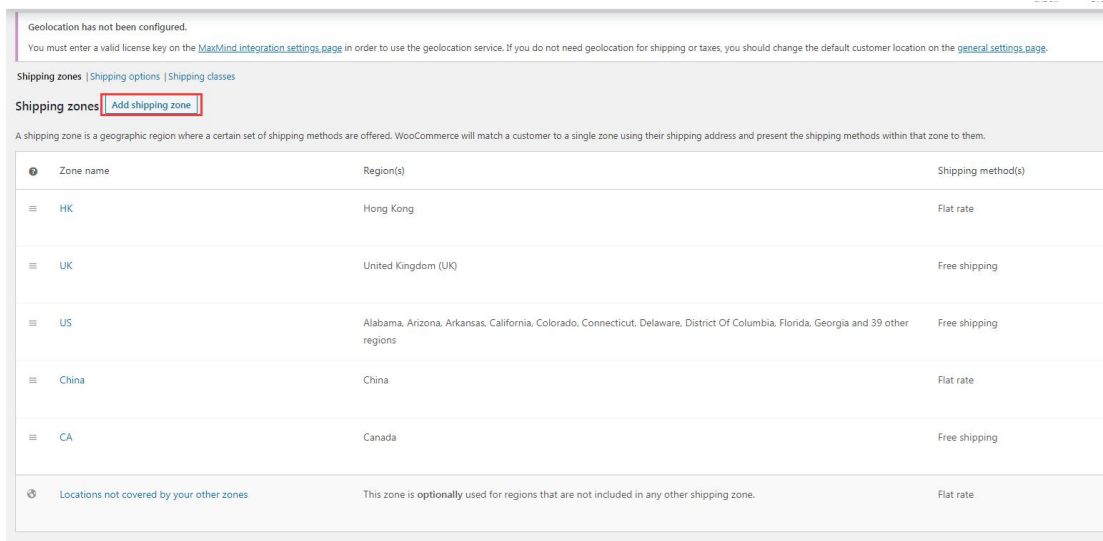 Geolocation has not been configured.
You must enter a valid license key on the MaxMind integration settings page in order to use the geolocation service. If you do not need geolocation for shipping or taxes, you should change the default customer location on the general settings page.
Shipping zones | Shipping options | Shipping classes
Shipping zones Add shipping zone
A shipping zone is a geographic region where a certain set of shipping methods are offered. WooCommerce will match a customer to a single zone using their shipping address and present the shipping methods within that zone to them.
Zone name Region(s) Shipping method(s)
HK Hong Kong Flat rate
UK United Kingdom (UK) Free shipping
US Alabama, Arizona, Arkansas, California, Colorado, Connecticut, Delaware, District Of Columbia, Florida, Georgia and 39 other Free shipping
regions
China China Flat rate
CA Canada Free shipping
Locations not covered by your other zones This zone is optionally used for regions that are not included in any other shipping zone. Flat rate